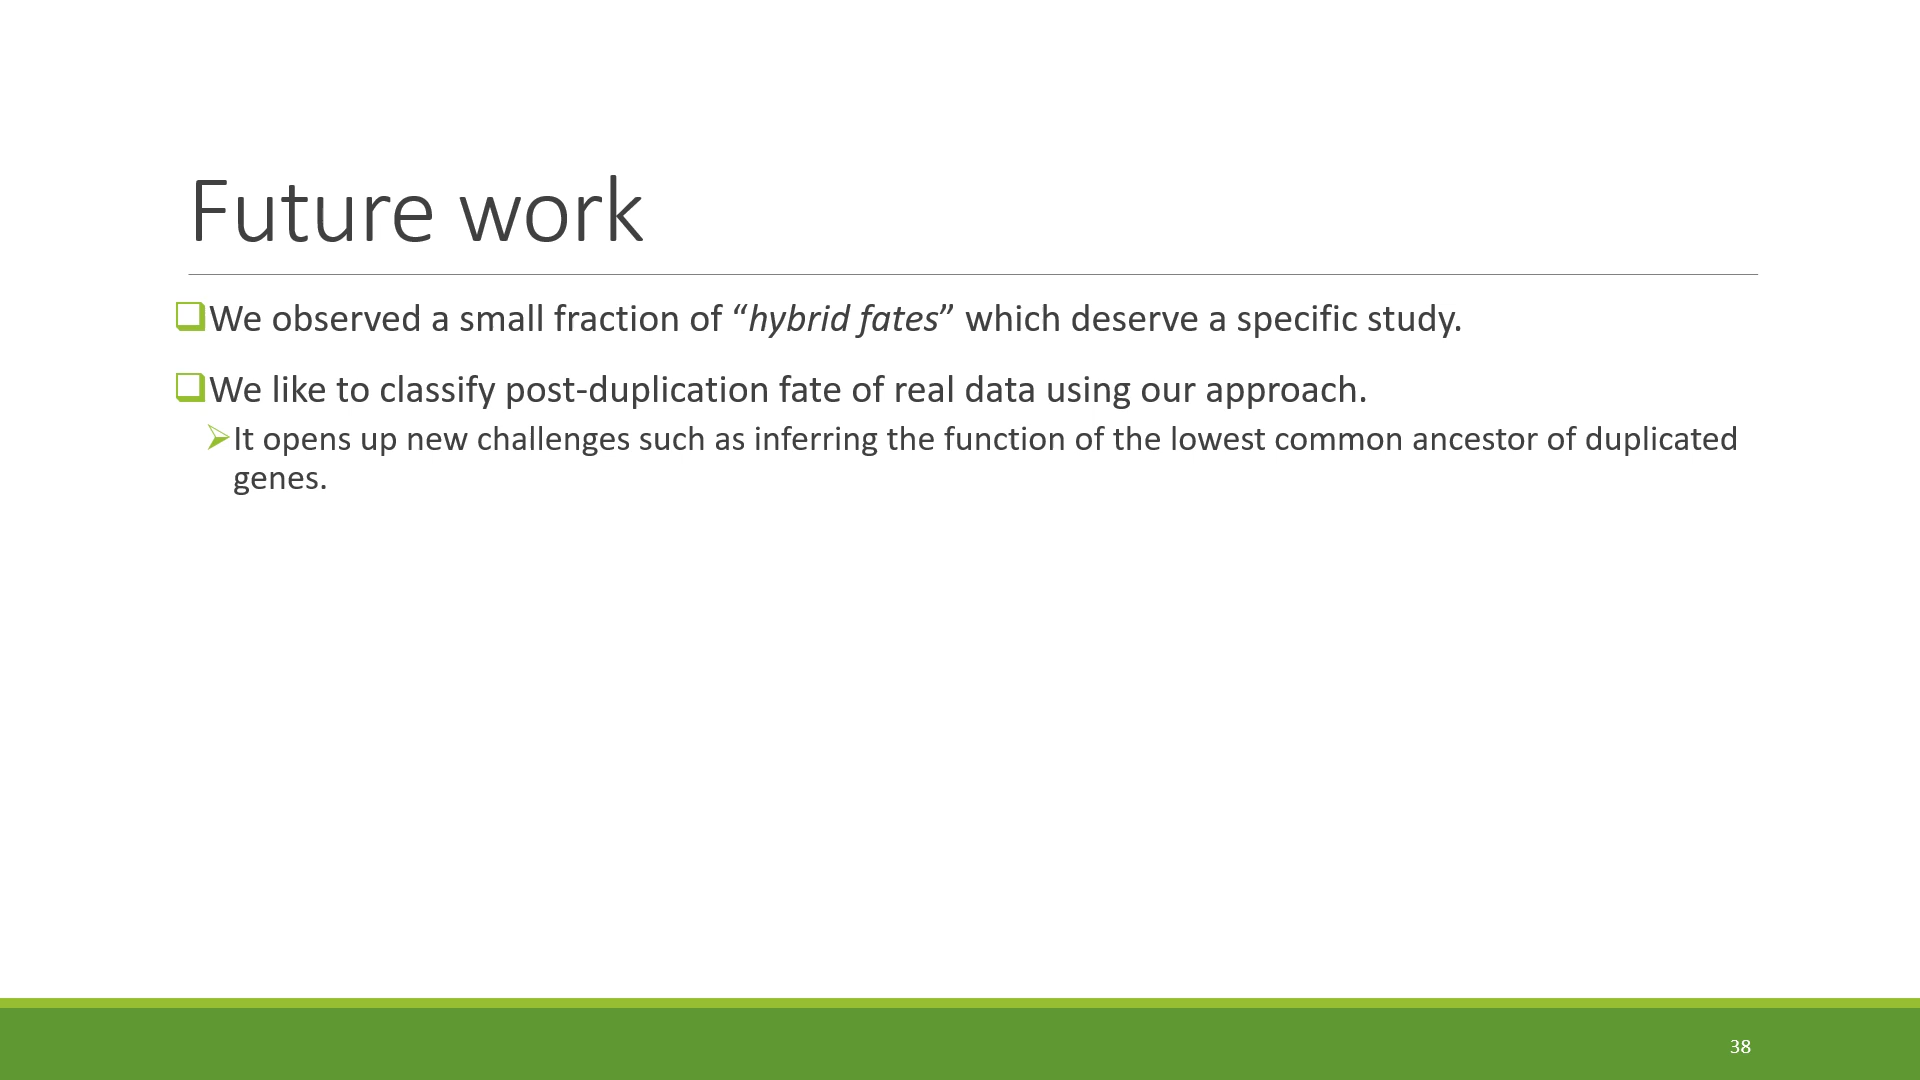 Future work
We observed a small fraction of “hybrid fates” which deserve a specific study.
We like to classify post-duplication fate of real data using our approach.
It opens up new challenges such as inferring the function of the lowest common ancestor of duplicated
genes.
38